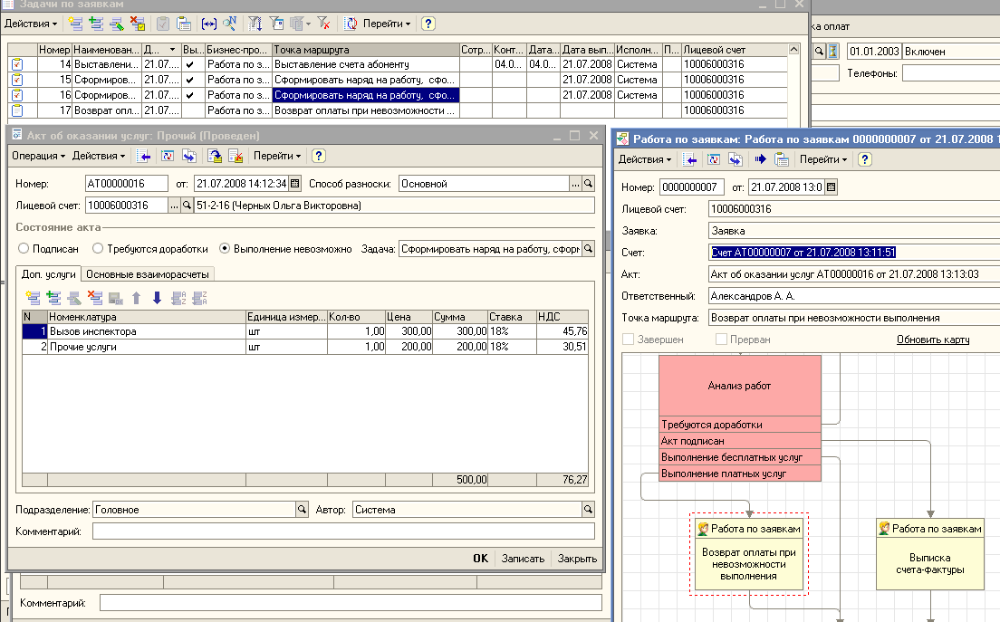 Задачи по заявкам
Действия
Перейти
Номер Наименован... Д... Вы... Бизнес-про... Точка маршрута Сотр... Конт... Дата... Дата вып... Исполн... П... Лицевой счет
14 Выставлени... 21.07.... Работа по з... Выставление счета абоненту 04.0... 04.0... 21.07.2008 Система 10006000316
15 Сформиров... 21.07.... Работа по з... Сформировать наряд на работу, сфо... 21.07.2008 Система 10006000316
16 Сформиров... 21.07.... Работа по з... Сформировать наряд на работу, сфо... 21.07.2008 Система 10006000316
17 Возврат опл... 21.07.... Работа по з... Возврат оплаты при невозможности ... 10006000316
ка оплат
01.01.2003 Включен
Телефоны:
Акт об оказании услуг: Прочий (Проведен)
Операция Действия Перейти
Номер: АТ00000016 от: 21.07.2008 14:12:34 Способ разноски: Основной
Лицевой счет: 10006000316 ... 51-2-16 (Черных Ольга Викторовна)
Состояние акта
Подписан Требуются доработки Выполнение невозможно Задача: Сформировать наряд на работу, сформ
Доп. услуги Основные взаиморасчеты
N Номенклатура Единица измер... Кол-во Цена Сумма Ставка НДС
1 Вызов инспектора шт 1,00 300,00 300,00 18% 45,76
2 Прочие услуги шт 1,00 200,00 200,00 18% 30,51
500,00 76,27
Подразделение: Головное Автор: Система
Комментарий:
OK Записать Закрыть
Комментарий:
Работа по заявкам: Работа по заявкам 0000000007 от 21.07.2008 1
Действия Перейти
Номер: 0000000007 от: 21.07.2008 13:0
Лицевой счет: 10006000316
Заявка: Заявка
Счет: Счет АТ00000007 от 21.07.2008 13:11:51
Акт: Акт об оказании услуг АТ00000016 от 21.07.2008 13:13:03
Ответственный: Александров А. А.
Точка маршрута: Возврат оплаты при невозможности выполнения
Завершен Прерван Обновить карту
Анализ работ
Требуются доработки
Акт подписан
Выполнение бесплатных услуг
Выполнение платных услуг
Работа по заявкам
Возврат оплаты при
невозможности
выполнения
Работа по заявкам
Выписка
счета-фактуры